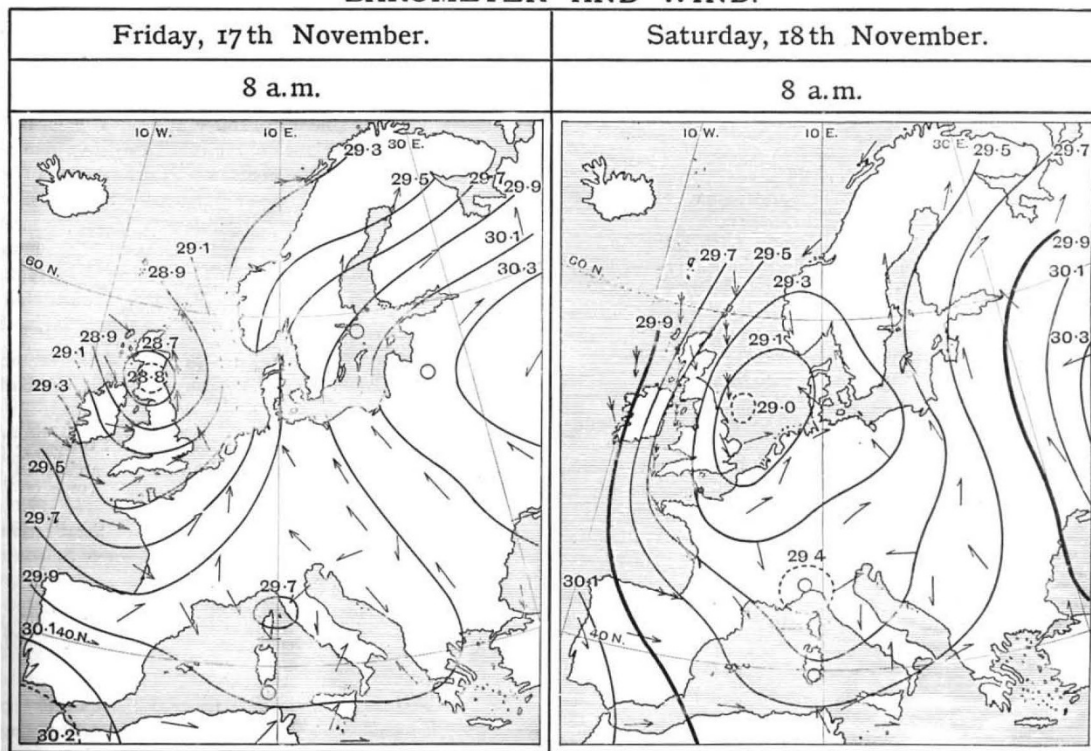 BAROMETER AND WIND.
Friday, 17th November.
8 a.m.
10 W.
10 E.
30 E.
29·3
29·5
29·7
29·9
30·1
30·3
60 N.
29·1
28·9
28·9
28·7
29·1
28·8
29·3
29·5
29·7
29·9
29·7
30·1
40 N.
30·2
Saturday, 18th November.
8 a.m.
10 W.
10 E.
30 E.
29·5
29·7
60 N.
29·7
29·5
29·3
29·9
30·1
29·9
29·1
30·3
29·0
29·4
30·1
40 N.